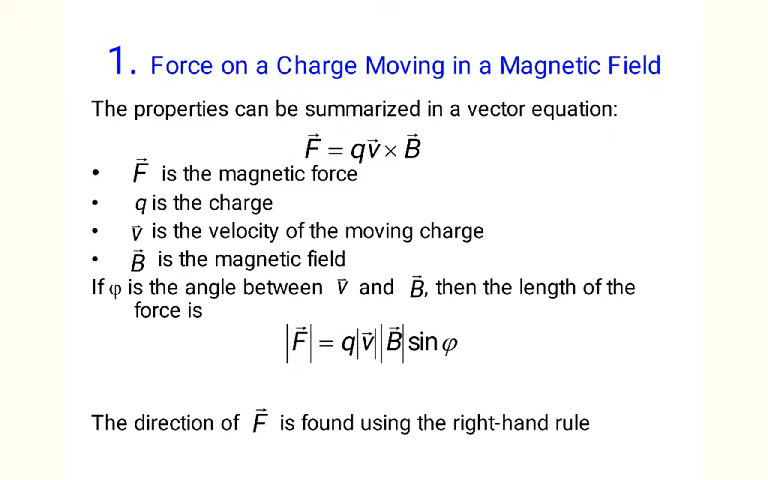 1. Force on a Charge Moving in a Magnetic Field
The properties can be summarized in a vector equation:
F⃗ = qv⃗ × B⃗
• F⃗ is the magnetic force
• q is the charge
• v⃗ is the velocity of the moving charge
• B⃗ is the magnetic field
If φ is the angle between v⃗ and B⃗, then the length of the
force is
|F⃗| = q|v⃗||B⃗| sin φ
The direction of F⃗ is found using the right-hand rule